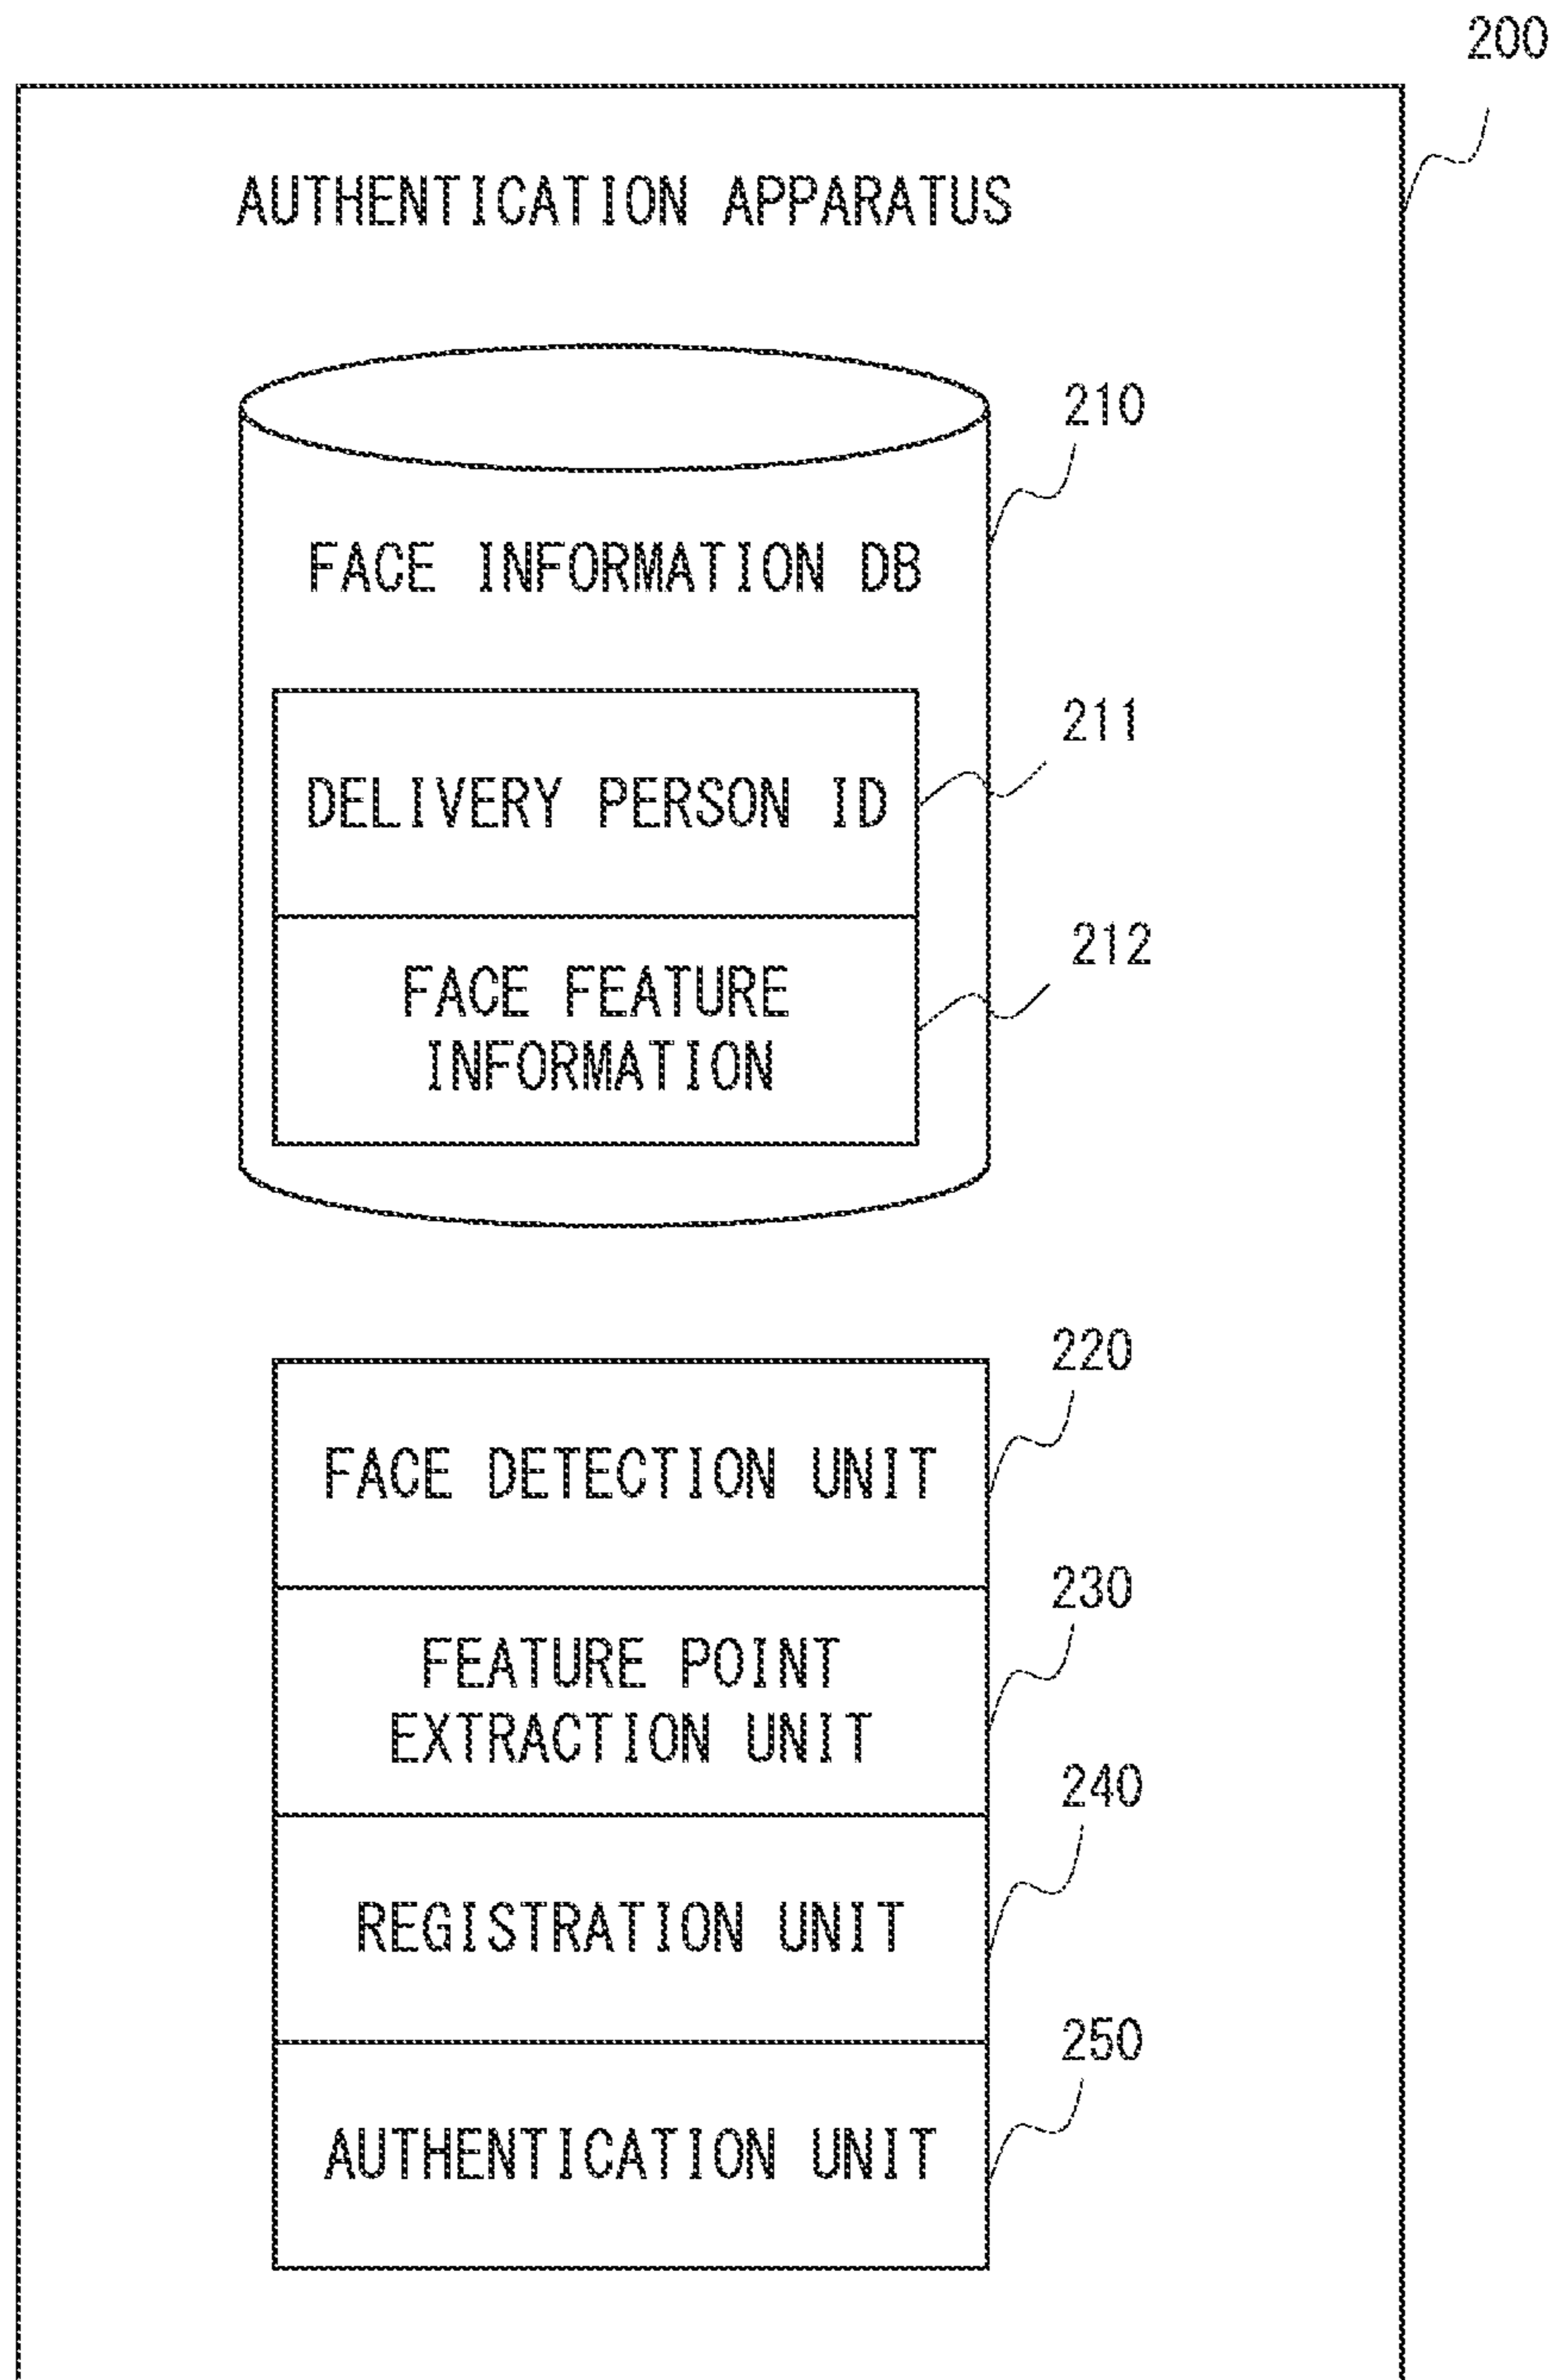 200
AUTHENTICATION APPARATUS
210
FACE INFORMATION DB
211
DELIVERY PERSON ID
212
FACE FEATURE
INFORMATION
220
FACE DETECTION UNIT
230
FEATURE POINT
EXTRACTION UNIT
240
REGISTRATION UNIT
250
AUTHENTICATION UNIT